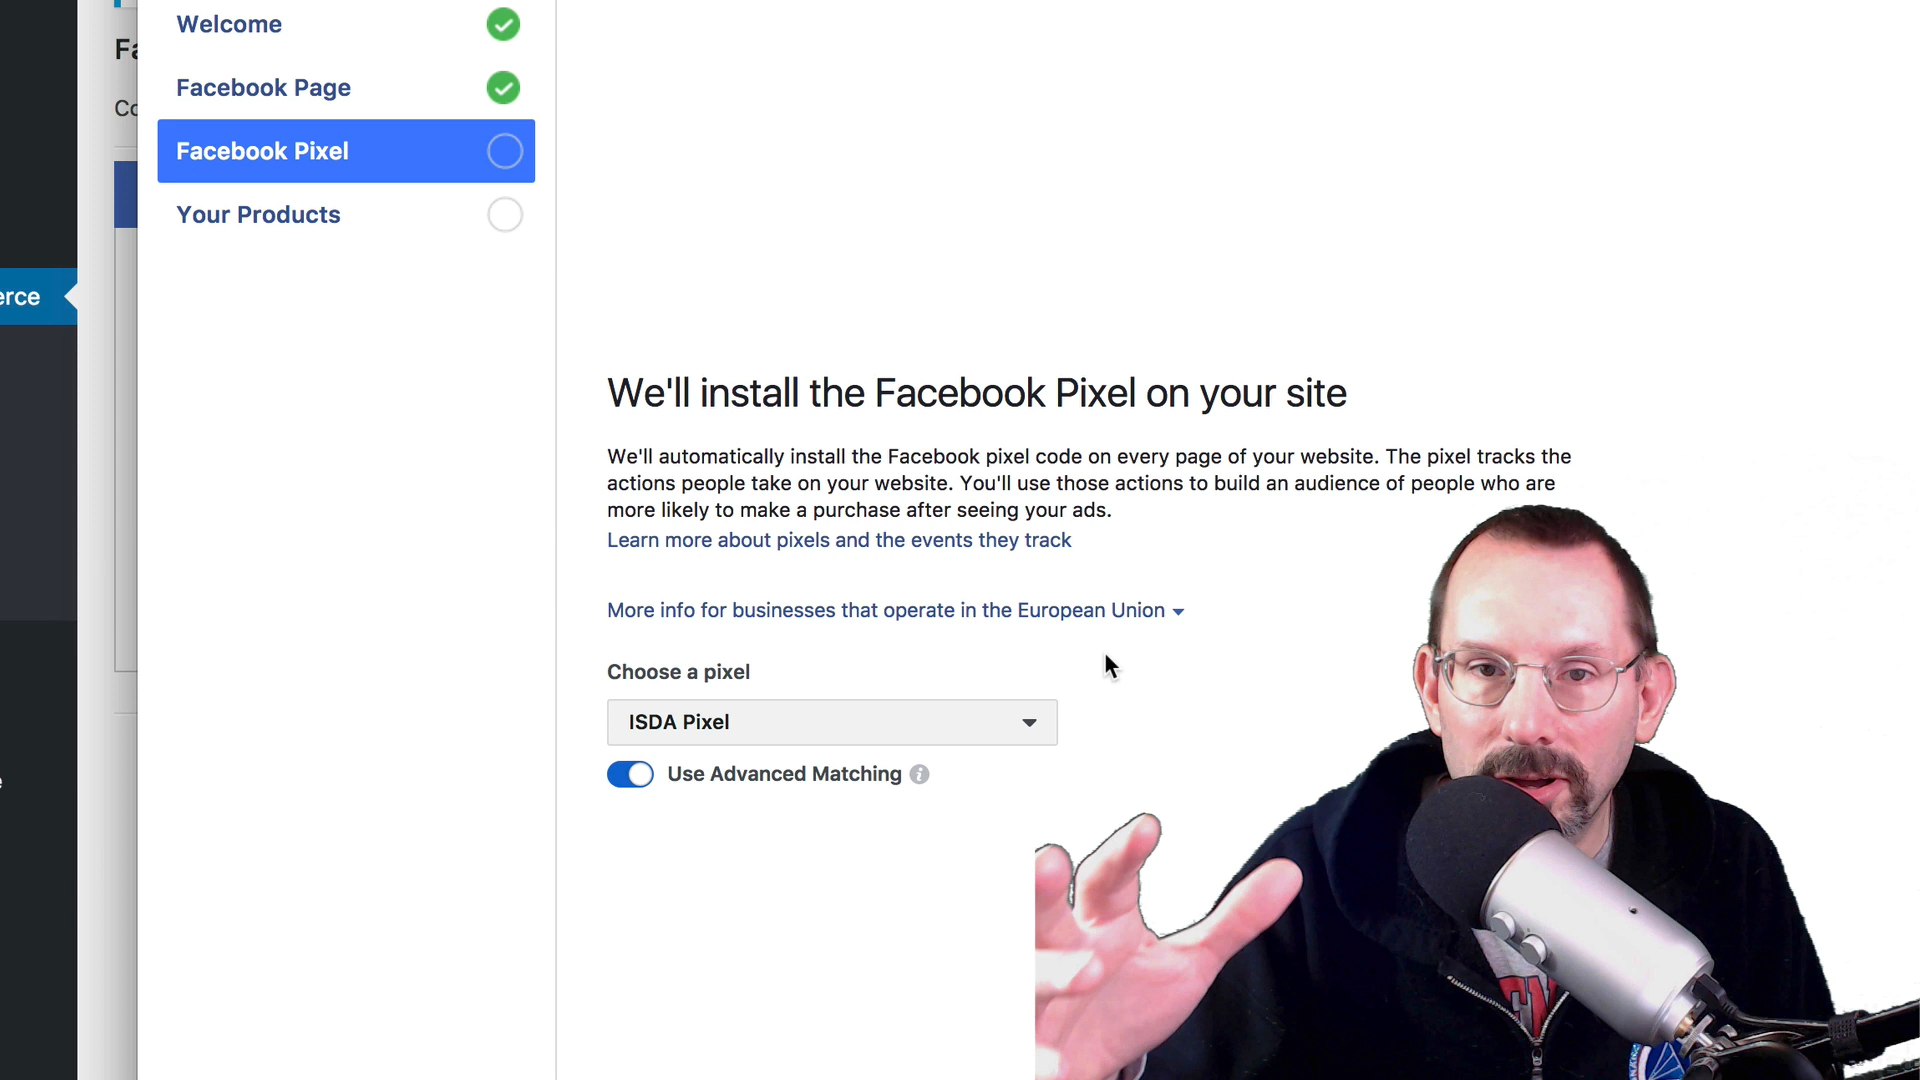 Welcome
Facebook Page
Facebook Pixel
Your Products
We'll install the Facebook Pixel on your site
We'll automatically install the Facebook pixel code on every page of your website. The pixel tracks the
actions people take on your website. You'll use those actions to build an audience of people who are
more likely to make a purchase after seeing your ads.
Learn more about pixels and the events they track
More info for businesses that operate in the European Union
Choose a pixel
ISDA Pixel
Use Advanced Matching